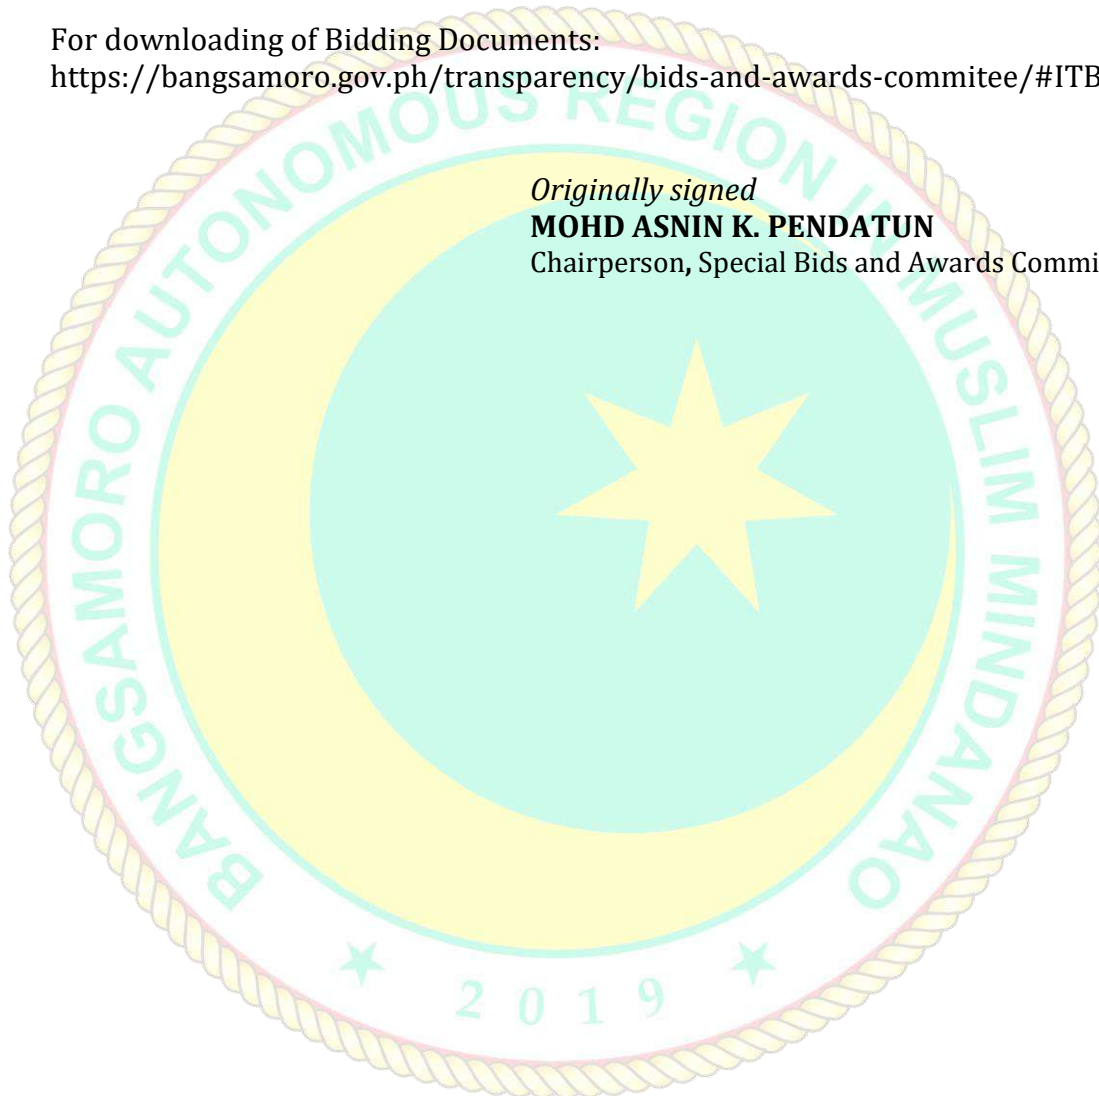 For downloading of Bidding Documents:
https://bangsamoro.gov.ph/transparency/bids-and-awards-commitee/#ITB
Originally signed
MOHD ASNIN K. PENDATUN
Chairperson, Special Bids and Awards Commi
BANGSAMORO AUTONOMOUS REGION IN MUSLIM MINDANAO
2019